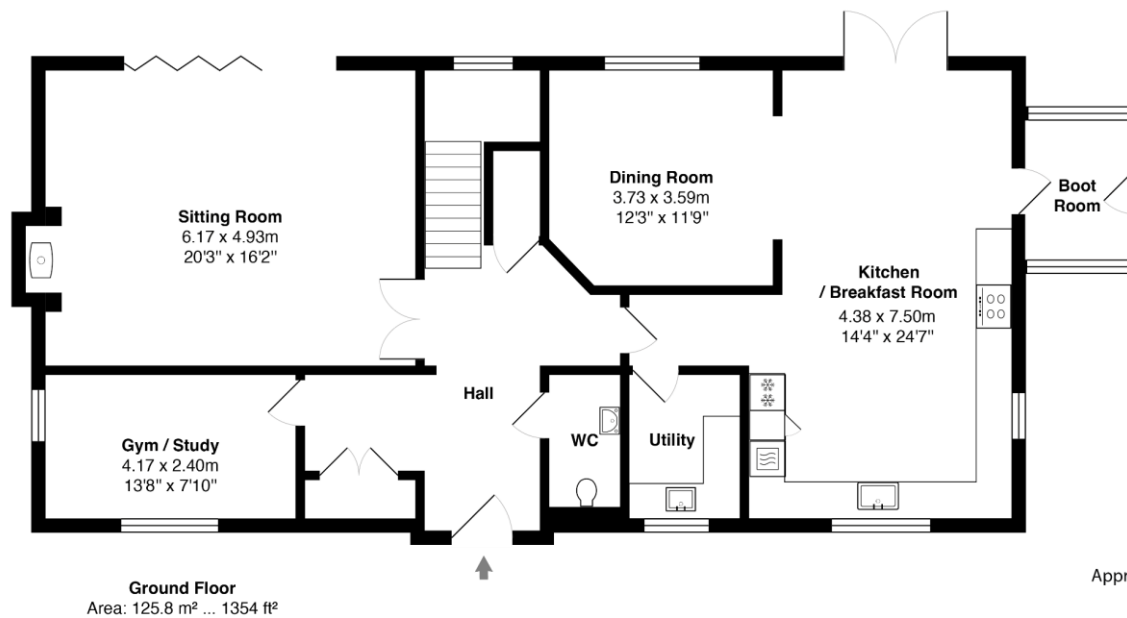 Sitting Room
6.17 x 4.93m
20'3" x 16'2"
Dining Room
3.73 x 3.59m
12'3" x 11'9"
Boot
Room
Kitchen
/ Breakfast Room
4.38 x 7.50m
14'4" x 24'7"
Hall
Gym / Study
4.17 x 2.40m
13'8" x 7'10"
WC
Utility
Ground Floor
Area: 125.8 m² ... 1354 ft²
Appr